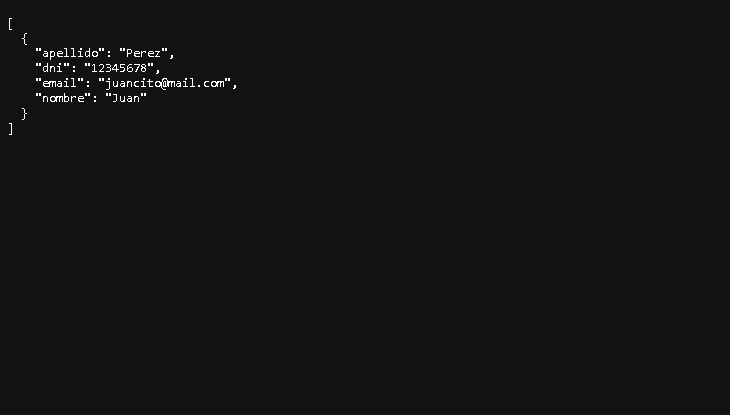 [
  {
    "apellido": "Perez",
    "dni": "12345678",
    "email": "juancito@mail.com",
    "nombre": "Juan"
  }
]